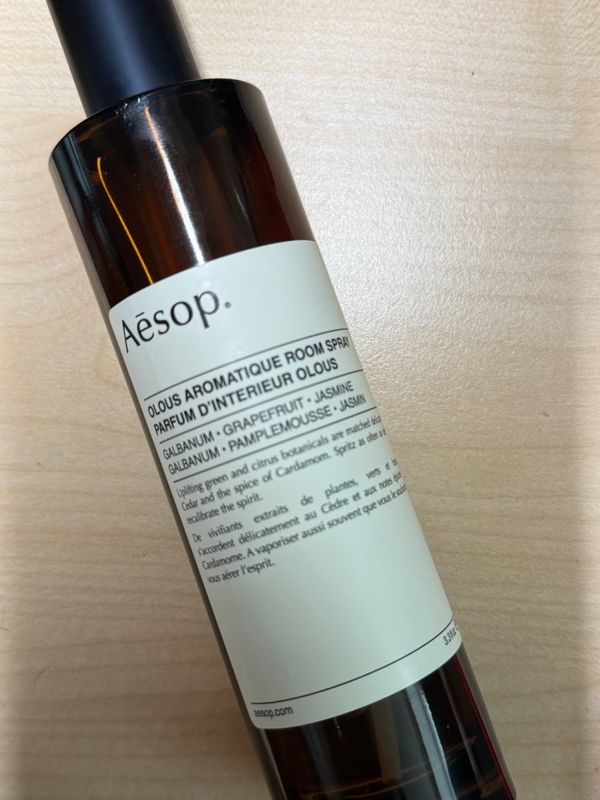 Aēsop.
OLOUS AROMATIQUE ROOM SPRAY
PARFUM D'INTERIEUR OLOUS
GALBANUM • GRAPEFRUIT • JASMINE
GALBANUM • PAMPLEMOUSSE • JASMIN
Uplifting green and citrus botanicals are matched
Cedar and the spice of Cardamom. Spritz as often as
recalibrate the spirit.
De vivifiants extraits de plantes, verts et
s'accordent délicatement au Cèdre et aux notes
Cardamome. A vaporiser aussi souvent que vous le
vous aérer l'esprit.
aesop.com